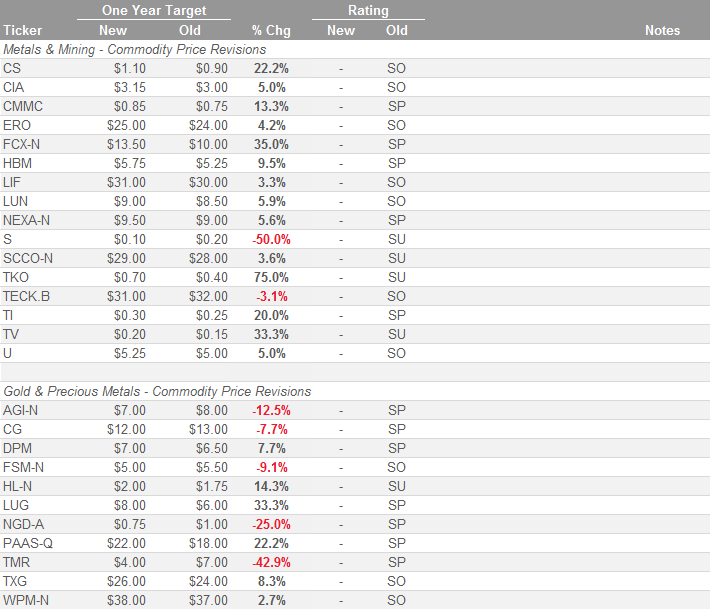 One Year Target Rating
Ticker New Old % Chg New Old Notes
Metals & Mining - Commodity Price Revisions
CS $1.10 $0.90 22.2% - SO
CIA $3.15 $3.00 5.0% - SO
CMMC $0.85 $0.75 13.3% - SP
ERO $25.00 $24.00 4.2% - SO
FCX-N $13.50 $10.00 35.0% - SP
HBM $5.75 $5.25 9.5% - SP
LIF $31.00 $30.00 3.3% - SO
LUN $9.00 $8.50 5.9% - SO
NEXA-N $9.50 $9.00 5.6% - SP
S $0.10 $0.20 -50.0% - SU
SCCO-N $29.00 $28.00 3.6% - SU
TKO $0.70 $0.40 75.0% - SU
TECK.B $31.00 $32.00 -3.1% - SO
TI $0.30 $0.25 20.0% - SP
TV $0.20 $0.15 33.3% - SU
U $5.25 $5.00 5.0% - SO
Gold & Precious Metals - Commodity Price Revisions
AGI-N $7.00 $8.00 -12.5% - SP
CG $12.00 $13.00 -7.7% - SP
DPM $7.00 $6.50 7.7% - SP
FSM-N $5.00 $5.50 -9.1% - SO
HL-N $2.00 $1.75 14.3% - SU
LUG $8.00 $6.00 33.3% - SP
NGD-A $0.75 $1.00 -25.0% - SP
PAAS-Q $22.00 $18.00 22.2% - SP
TMR $4.00 $7.00 -42.9% - SP
TXG $26.00 $24.00 8.3% - SO
WPM-N $38.00 $37.00 2.7% - SO